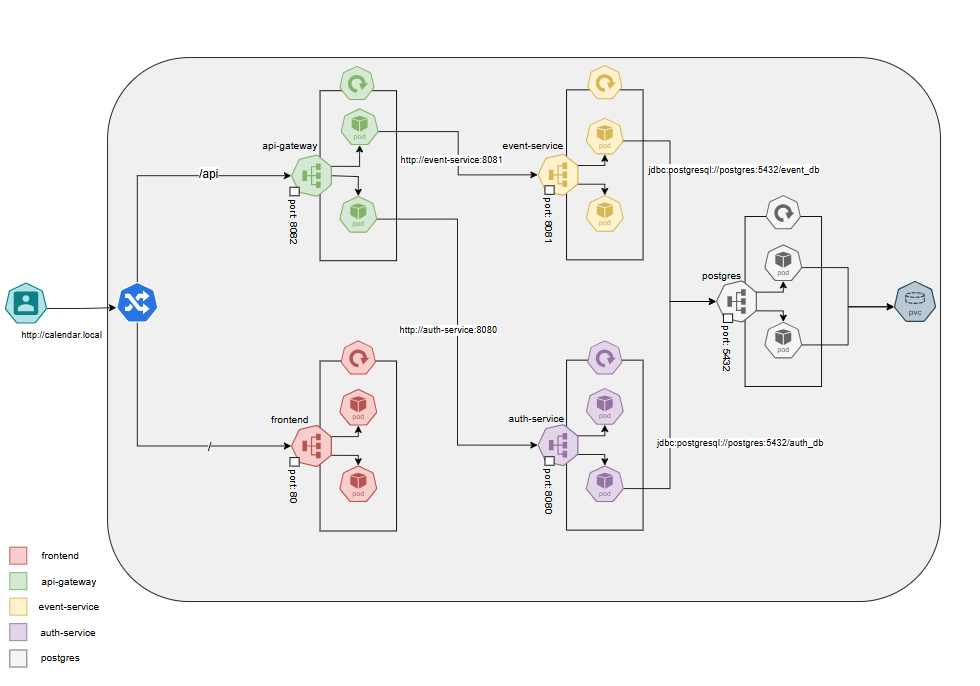 pod
api-gateway
pod
event-service
http://event-service:8081
/api
jdbc:postgresql://postgres:5432/event_db
port: 8082
pod
port: 8081
pod
pod
postgres
pvc
http://calendar.local
http://auth-service:8080
port: 5432
pod
frontend
pod
auth-service
pod
/
jdbc:postgresql://postgres:5432/auth_db
port: 80
pod
port: 8080
pod
frontend
api-gateway
event-service
auth-service
postgres